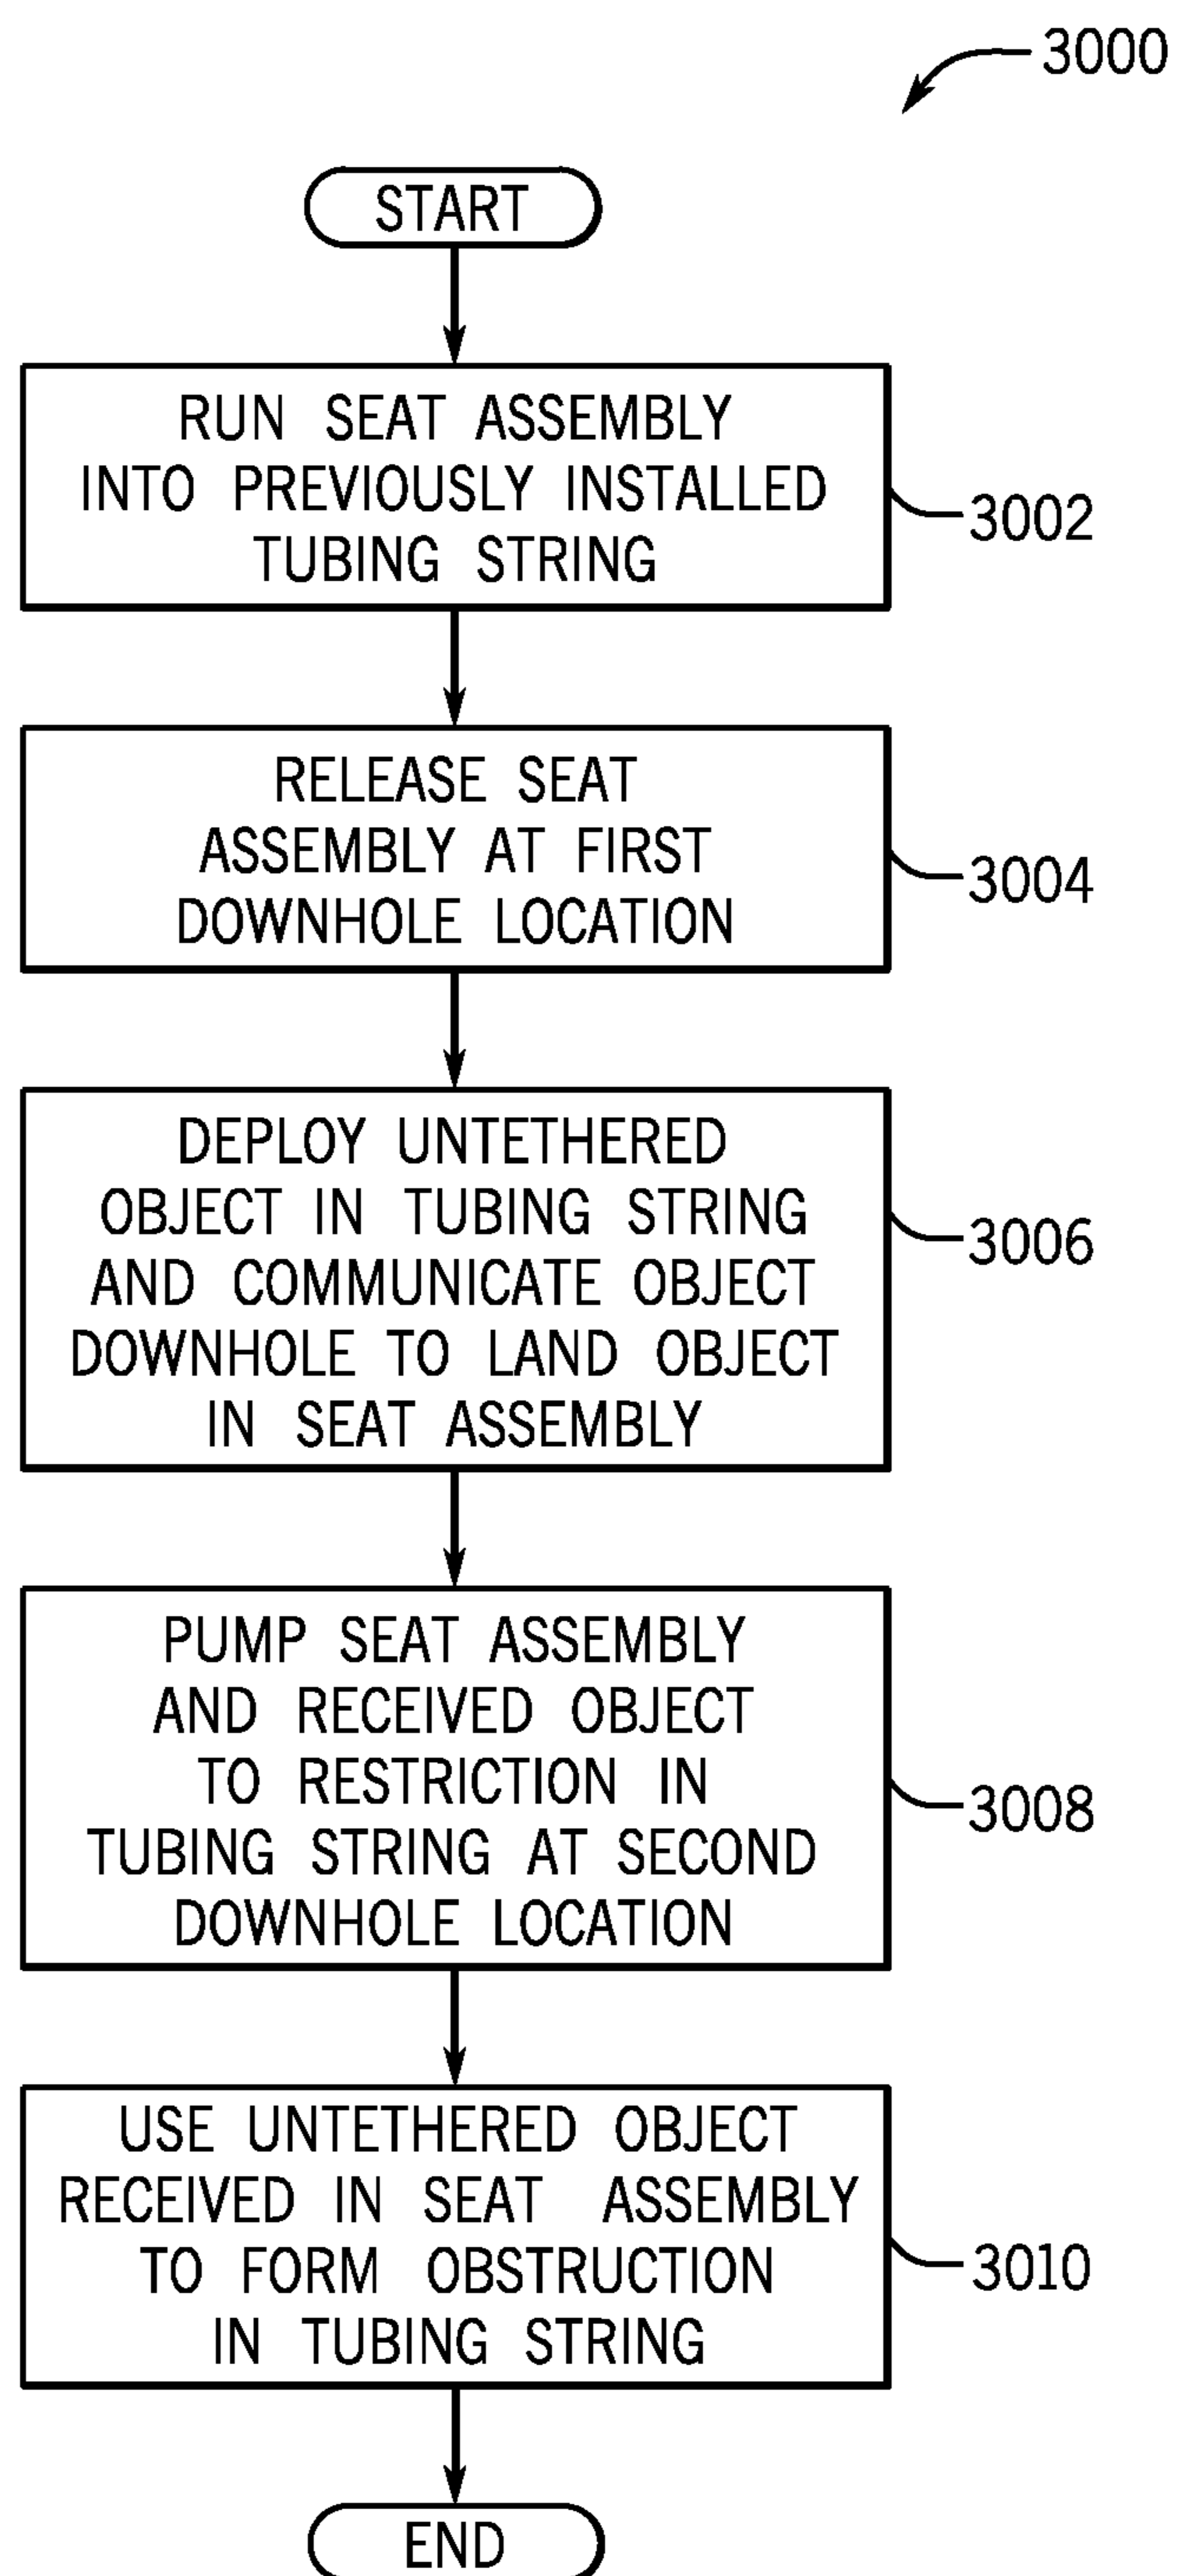 3000
START
RUN SEAT ASSEMBLY
INTO PREVIOUSLY INSTALLED
TUBING STRING
3002
RELEASE SEAT
ASSEMBLY AT FIRST
DOWNHOLE LOCATION
3004
DEPLOY UNTETHERED
OBJECT IN TUBING STRING
AND COMMUNICATE OBJECT
DOWNHOLE TO LAND OBJECT
IN SEAT ASSEMBLY
3006
PUMP SEAT ASSEMBLY
AND RECEIVED OBJECT
TO RESTRICTION IN
TUBING STRING AT SECOND
DOWNHOLE LOCATION
3008
USE UNTETHERED OBJECT
RECEIVED IN SEAT ASSEMBLY
TO FORM OBSTRUCTION
IN TUBING STRING
3010
END